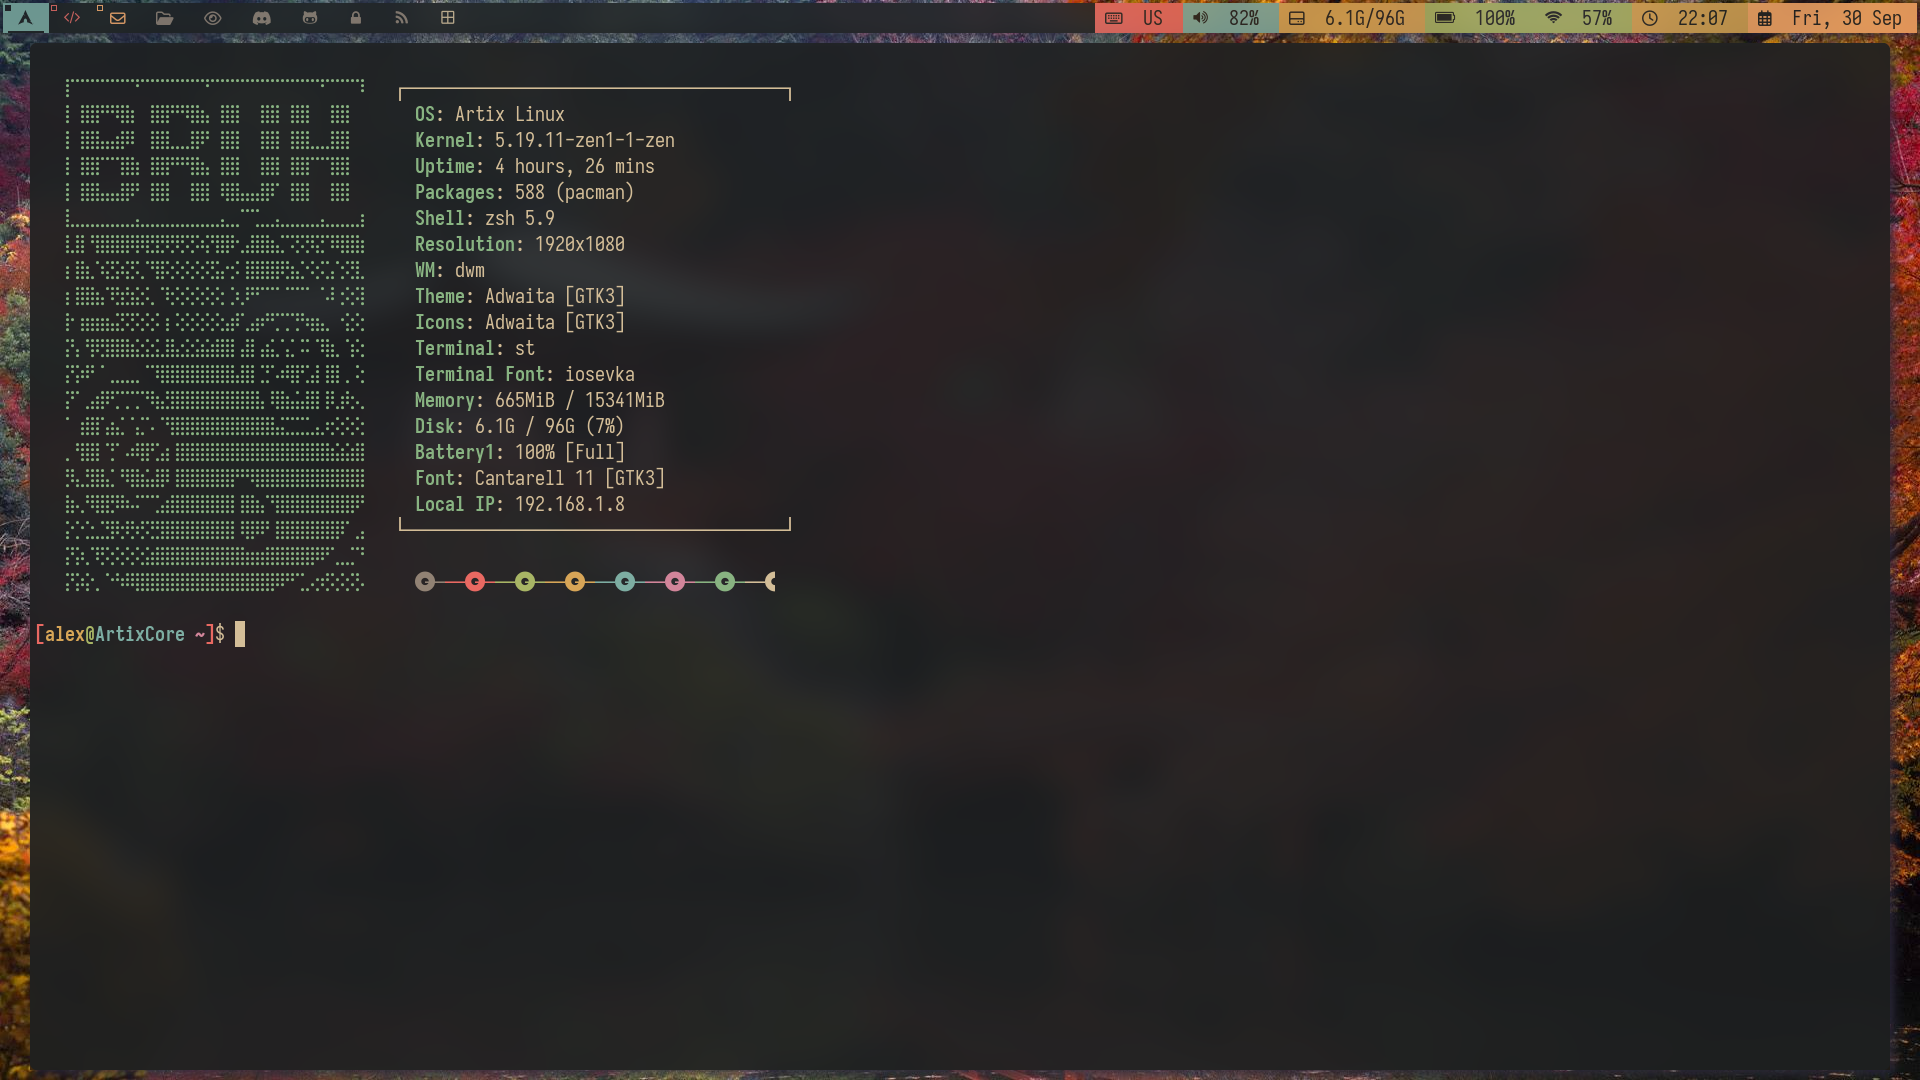 US 82% 6.1G/96G 100% 57% 22:07 Fri, 30 Sep
BRUH
OS: Artix Linux
Kernel: 5.19.11-zen1-1-zen
Uptime: 4 hours, 26 mins
Packages: 588 (pacman)
Shell: zsh 5.9
Resolution: 1920x1080
WM: dwm
Theme: Adwaita [GTK3]
Icons: Adwaita [GTK3]
Terminal: st
Terminal Font: iosevka
Memory: 665MiB / 15341MiB
Disk: 6.1G / 96G (7%)
Battery1: 100% [Full]
Font: Cantarell 11 [GTK3]
Local IP: 192.168.1.8
[alex@ArtixCore ~]$